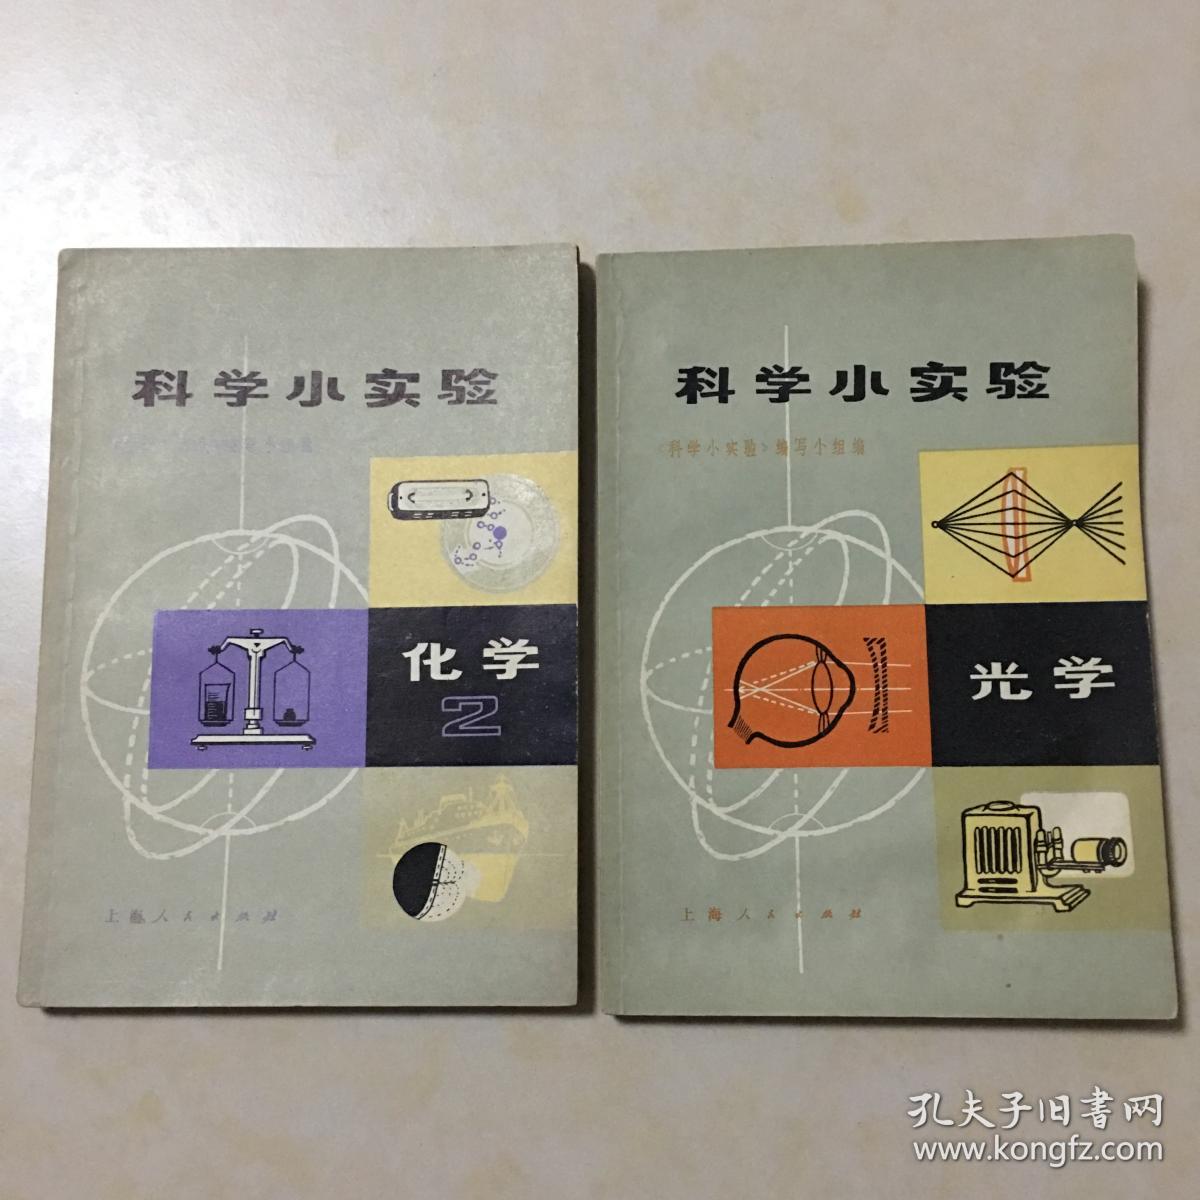 科学小实验
化学
2
上海人民出版社
科学小实验
《科学小实验》编写小组编
光学
上海人民出版社
孔夫子旧书网
www.kongfz.com